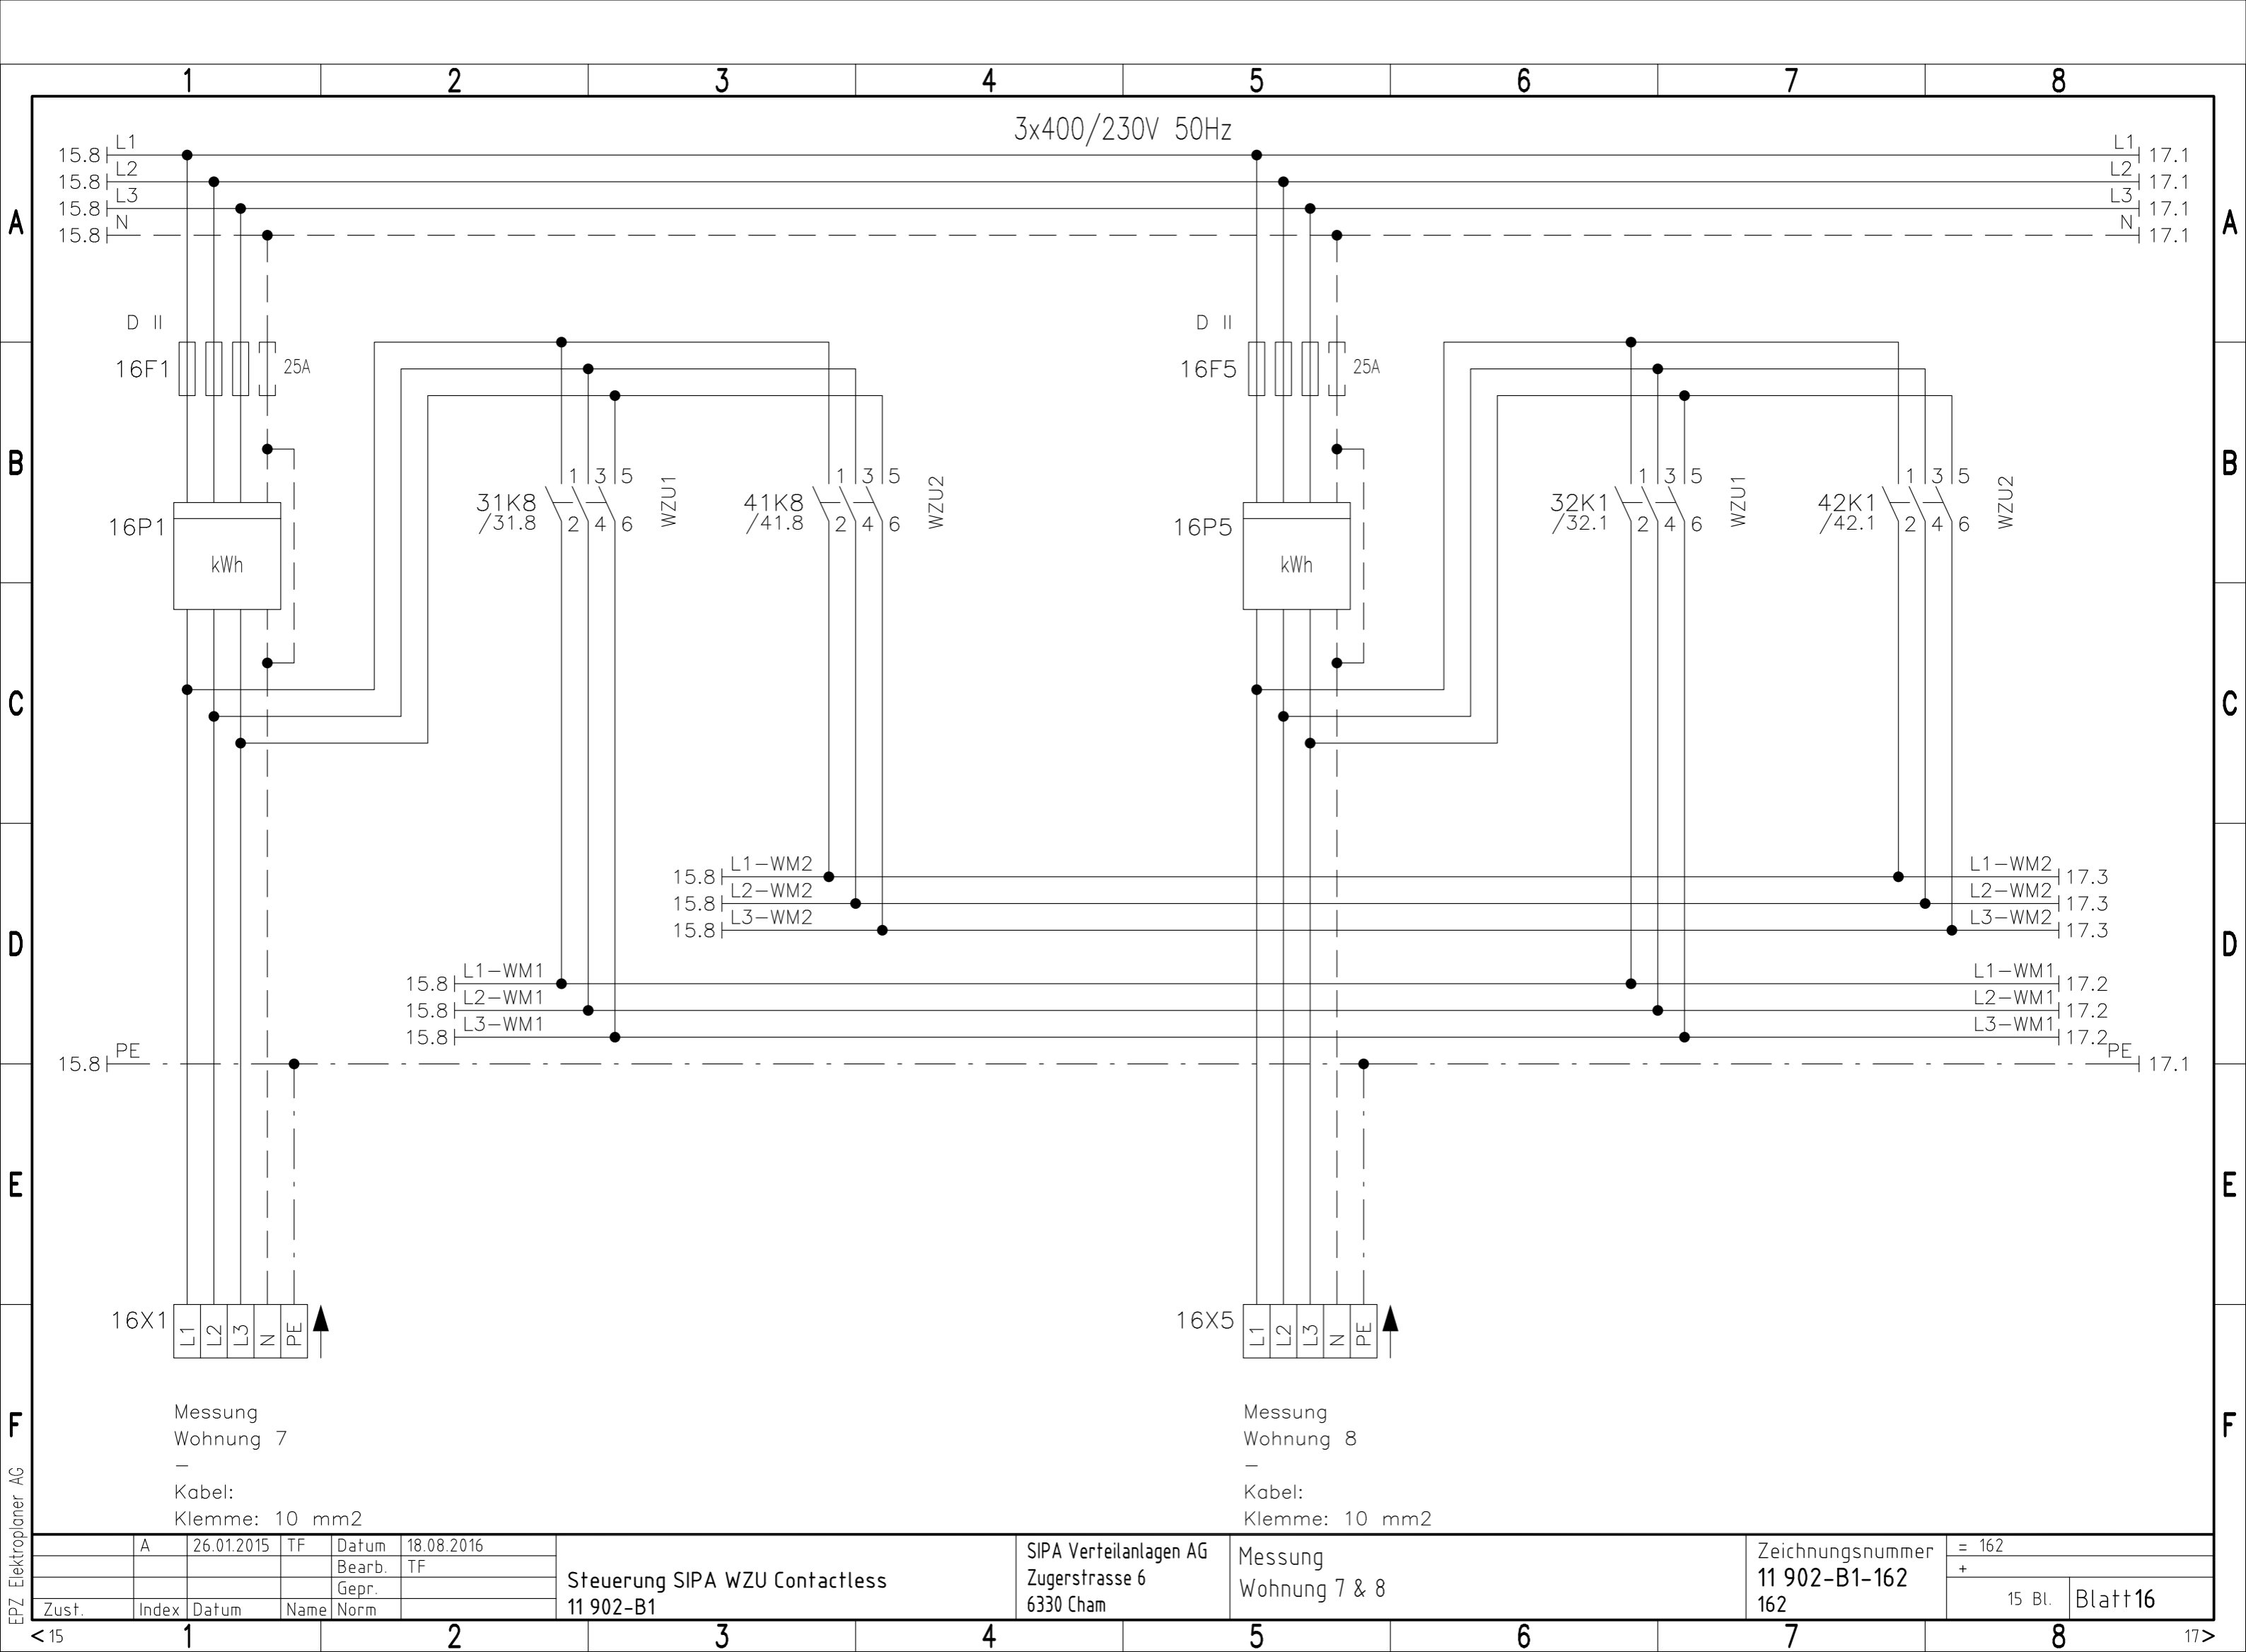 1 2 3 4 5 6 7 8
3x400/230V 50Hz
15.8 L1 L1 17.1
15.8 L2 L2 17.1
15.8 L3 L3 17.1
15.8 N N 17.1
A A
D II D II
16F1 25A 16F5 25A
B B
1 3 5 1 3 5 1 3 5 1 3 5
31K8 WZU1 41K8 WZU2 32K1 WZU1 42K1 WZU2
/31.8 2 4 6 /41.8 2 4 6 /32.1 2 4 6 /42.1 2 4 6
16P1 16P5
kWh kWh
C C
15.8 L1-WM2 L1-WM2 17.3
15.8 L2-WM2 L2-WM2 17.3
15.8 L3-WM2 L3-WM2 17.3
D D
15.8 L1-WM1 L1-WM1 17.2
15.8 L2-WM1 L2-WM1 17.2
15.8 L3-WM1 L3-WM1 17.2
15.8 PE PE 17.1
E E
16X1 L1 L2 L3 N PE 16X5 L1 L2 L3 N PE
F F
Messung Messung
Wohnung 7 Wohnung 8
– –
Kabel: Kabel:
Klemme: 10 mm2 Klemme: 10 mm2
EPZ Elektroplaner AG
A 26.01.2015 TF Datum 18.08.2016
Bearb. TF
Gepr.
Zust. Index Datum Name Norm
Steuerung SIPA WZU Contactless
11 902-B1
SIPA Verteilanlagen AG
Zugerstrasse 6
6330 Cham
Messung
Wohnung 7 & 8
Zeichnungsnummer
11 902-B1-162
162
= 162
+
15 Bl. Blatt16
<15 1 2 3 4 5 6 7 8 17>